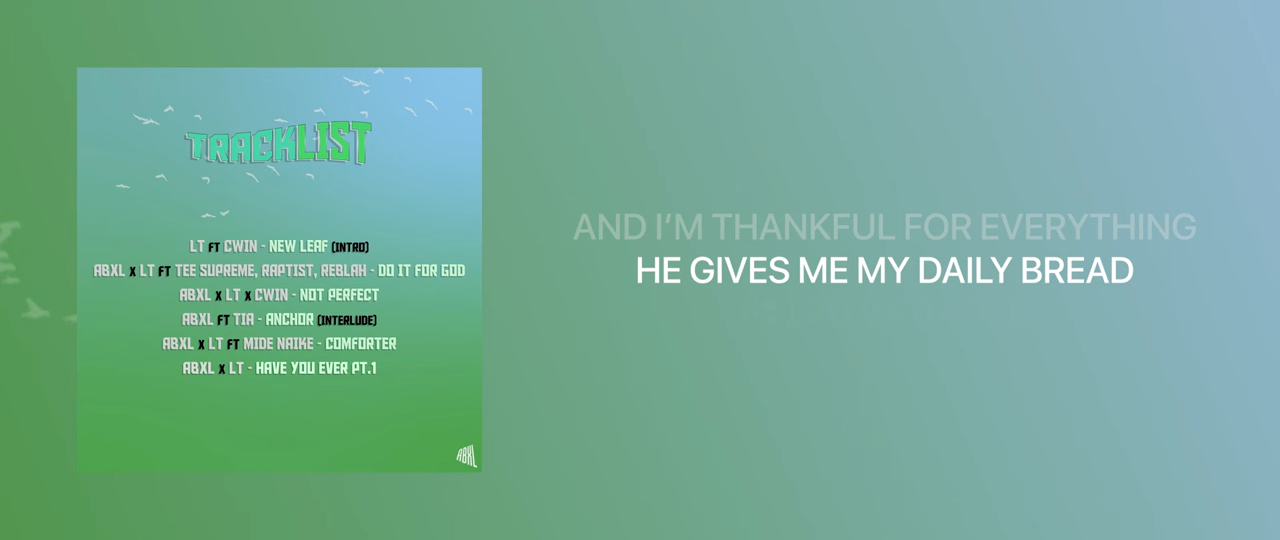 TRACKLIST
LT FT CWIN - NEW LEAF (INTRO)
ABXL X LT FT TEE SUPREME, RAPTIST, REBLAH - DO IT FOR GOD
ABXL X LT X CWIN - NOT PERFECT
ABXL FT TIA - ANCHOR (INTERLUDE)
ABXL X LT FT MIDE NAIKE - COMFORTER
ABXL X LT - HAVE YOU EVER PT.1
ABXL
AND I’M THANKFUL FOR EVERYTHING
HE GIVES ME MY DAILY BREAD